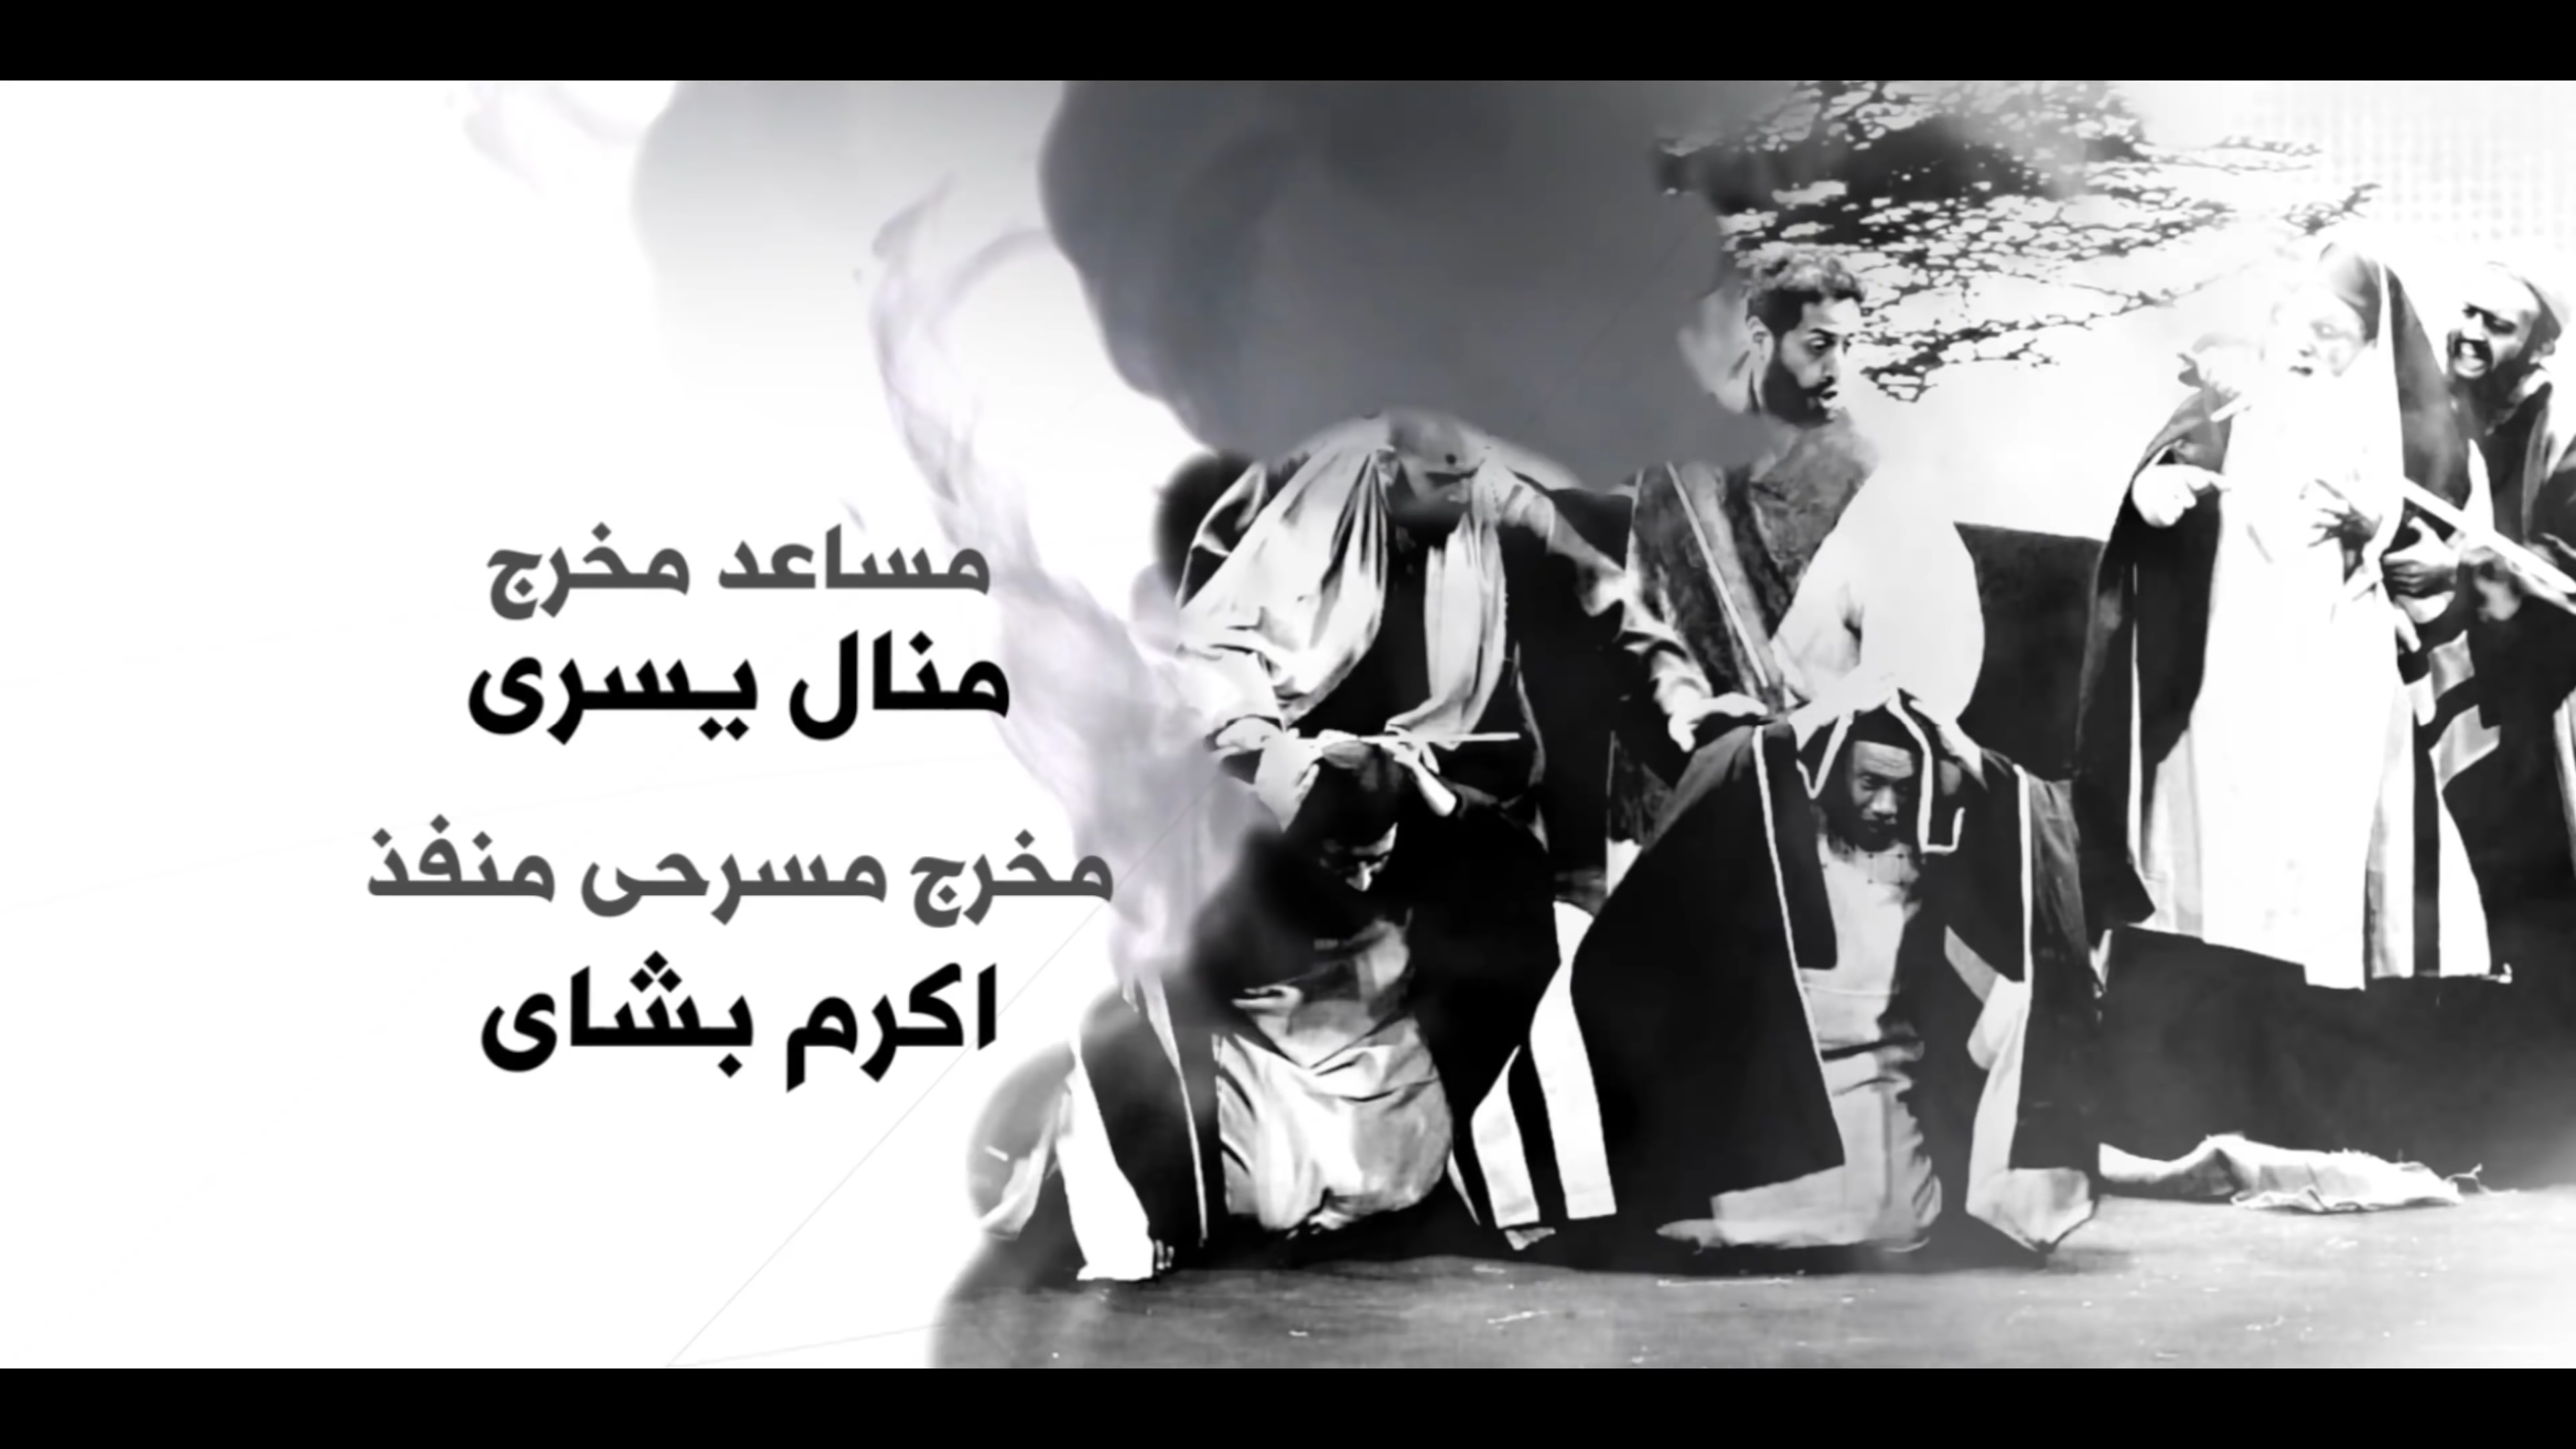 مساعد مخرج
منال يسرى
مخرج مسرحى منفذ
اكرم بشاى